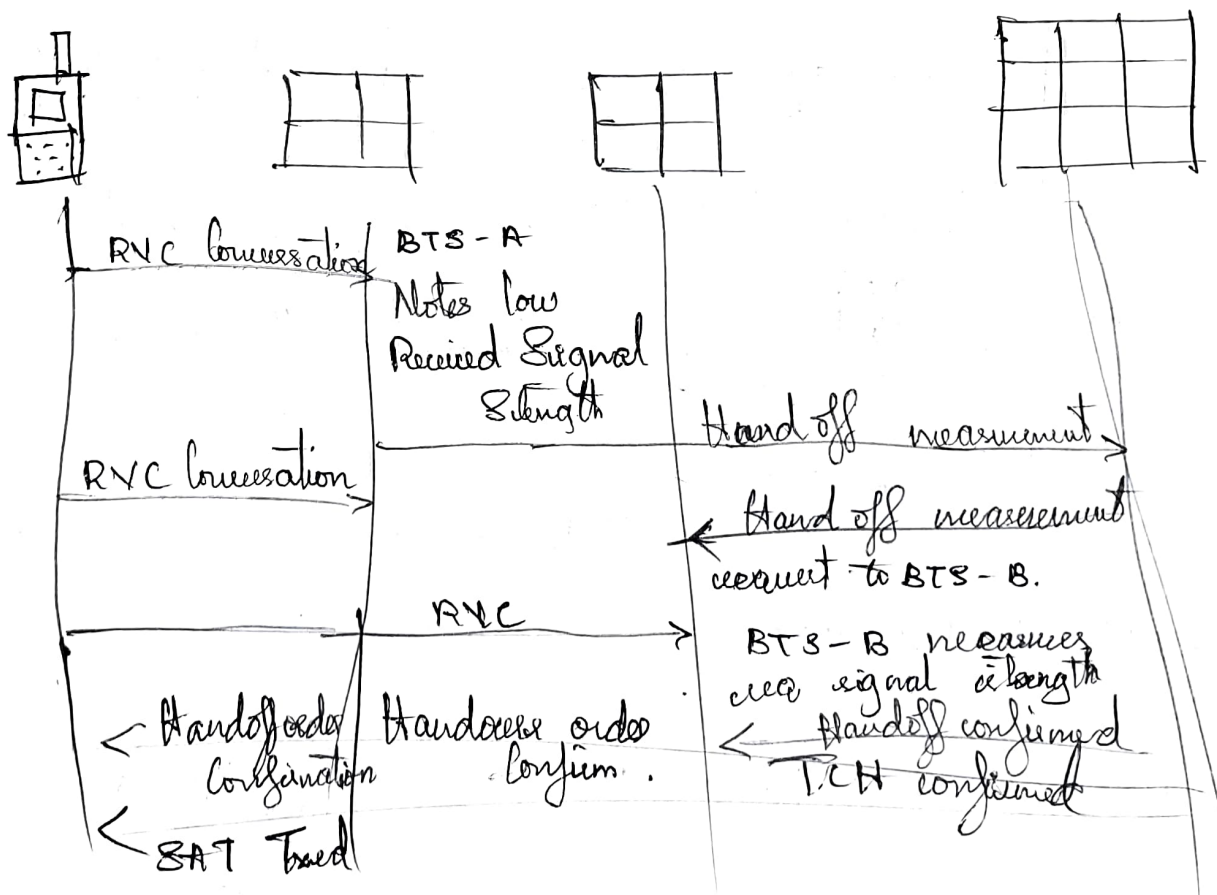 RVC Conversation
BTS-A
Notes low
Received Signal
Strength
Hand off measurement
RVC Conversation
Hand off measurement
request to BTS-B.
RVC
BTS-B measures
signal strength
Handoff order
Confirmation
Handover order
Confirm.
Handoff confirmed
TCH confirmed
SAT Tuned